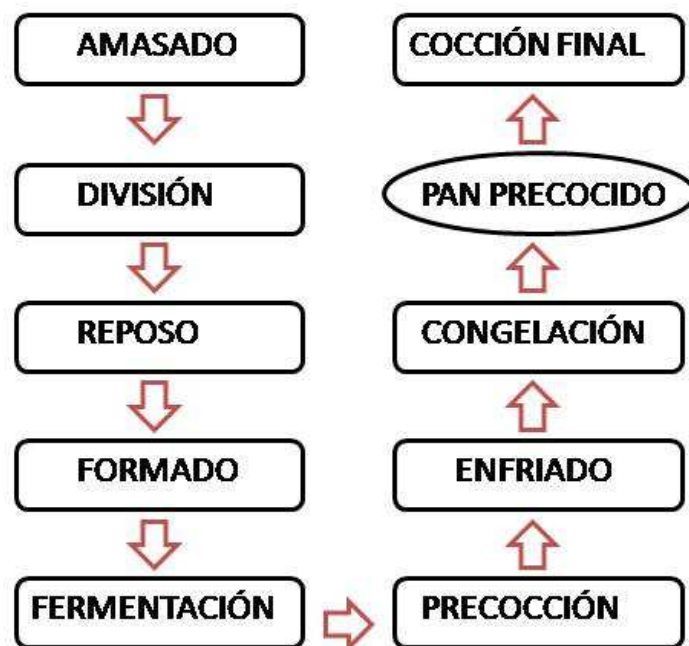 AMASADO
DIVISIÓN
REPOSO
FORMADO
FERMENTACIÓN
PRECOCCIÓN
ENFRIADO
CONGELACIÓN
PAN PRECOCIDO
COCCIÓN FINAL